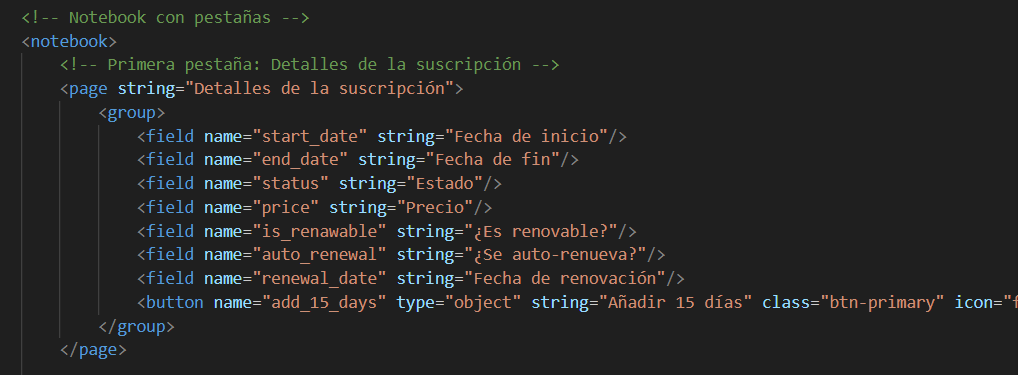 <!-- Notebook con pestañas -->
<notebook>
<!-- Primera pestaña: Detalles de la suscripción -->
<page string="Detalles de la suscripción">
<group>
<field name="start_date" string="Fecha de inicio"/>
<field name="end_date" string="Fecha de fin"/>
<field name="status" string="Estado"/>
<field name="price" string="Precio"/>
<field name="is_renawable" string="¿Es renovable?"/>
<field name="auto_renewal" string="¿Se auto-renueva?"/>
<field name="renewal_date" string="Fecha de renovación"/>
<button name="add_15_days" type="object" string="Añadir 15 días" class="btn-primary" icon="f
</group>
</page>